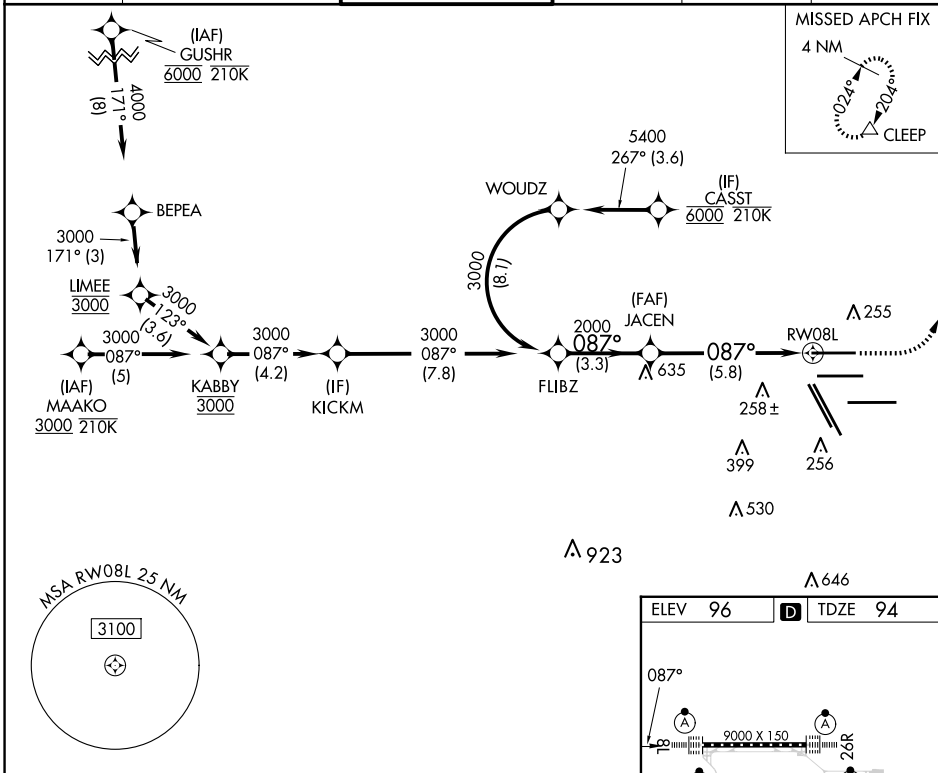 MISSED APCH FIX
4 NM
024°
204°
CLEEP
(IAF)
GUSHR
6000 210K
4000
171°
(8)
BEPEA
3000
171° (3)
LIMEE
3000
3000
123°
(3.6)
5400
267° (3.6)
WOUDZ
(IF)
CASST
6000 210K
3000
(8.1)
(FAF)
JACEN
RW08L
255
3000
087°
(5)
3000
087°
(4.2)
3000
087°
(7.8)
2000
087°
(3.3)
087°
(5.8)
635
(IAF)
MAAKO
3000 210K
KABBY
3000
(IF)
KICKM
FLIBZ
258 ±
399
256
530
923
646
MSA RW08L 25 NM
3100
ELEV 96
D
TDZE 94
087°
A
A
9000 X 150
8L
26R